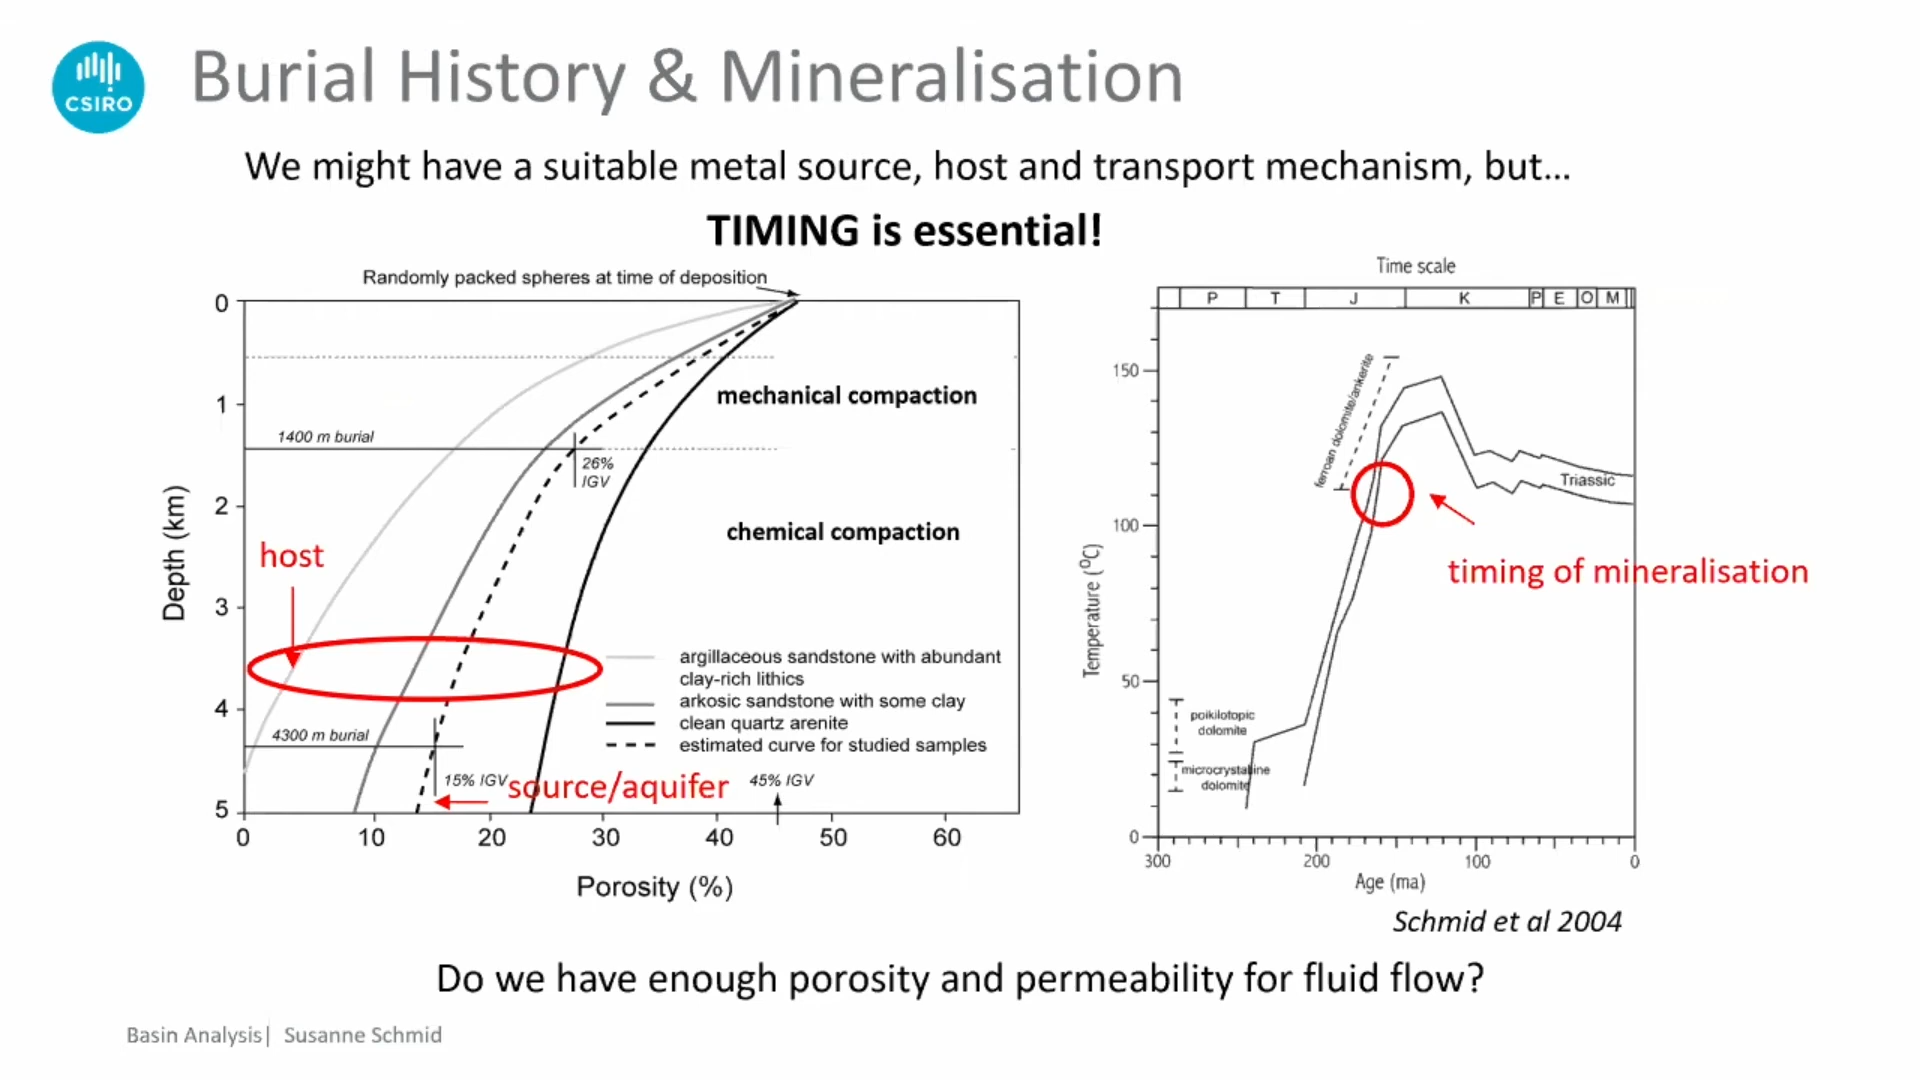 CSIRO
Burial History & Mineralisation
We might have a suitable metal source, host and transport mechanism, but...
TIMING is essential!
Randomly packed spheres at time of deposition
0
1
2
3
4
5
Depth (km)
mechanical compaction
1400 m burial
26%
IGV
chemical compaction
host
argillaceous sandstone with abundant
clay-rich lithics
arkosic sandstone with some clay
clean quartz arenite
estimated curve for studied samples
4300 m burial
15% IGV
source/aquifer
45% IGV
0 10 20 30 40 50 60
Porosity (%)
Time scale
P T J K P E O M
150
100
50
0
Temperature (⁰C)
ferroan dolomite/ankerite
Triassic
timing of mineralisation
poikilotopic
dolomite
microcrystalline
dolomite
300 200 100 0
Age (ma)
Schmid et al 2004
Do we have enough porosity and permeability for fluid flow?
Basin Analysis| Susanne Schmid